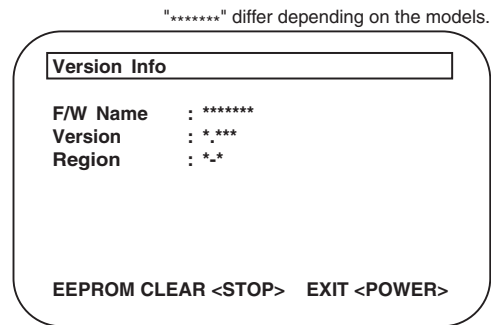 "*******" differ depending on the models.
Version Info
F/W Name : *******
Version : *.***
Region : *-*
EEPROM CLEAR <STOP> EXIT <POWER>